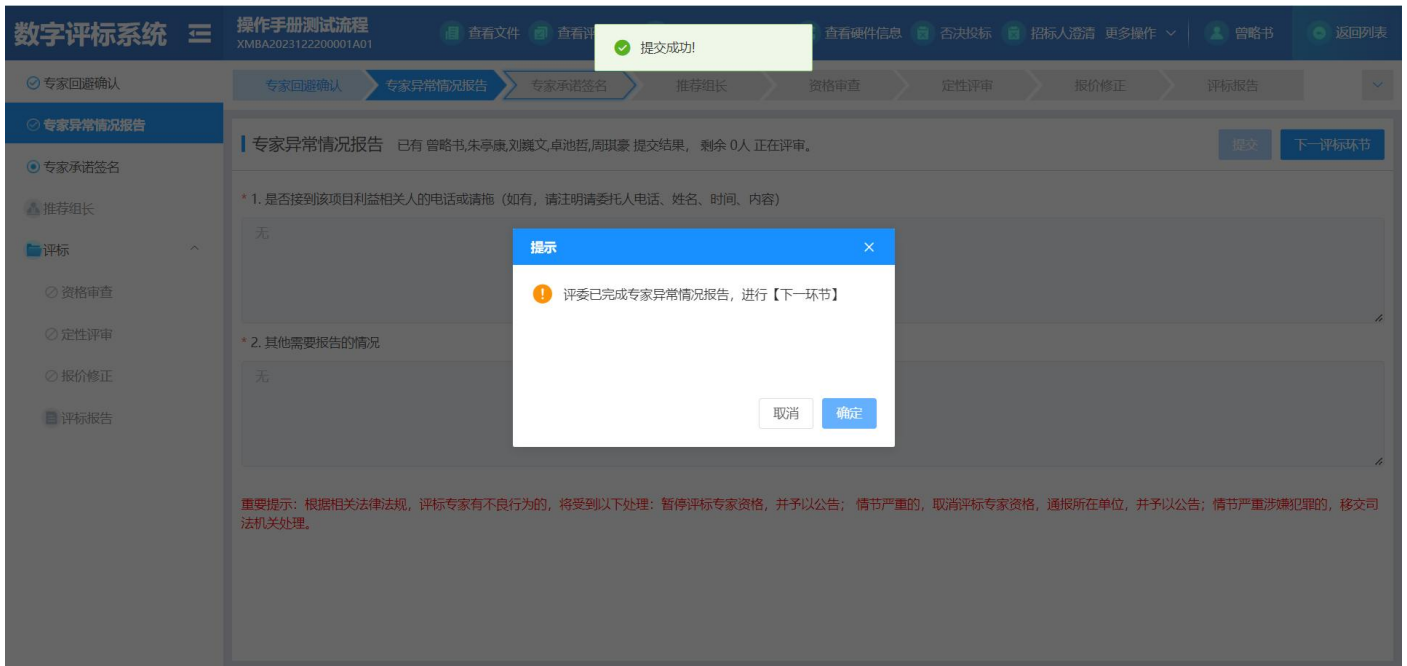 数字评标系统
操作手册测试流程
XMBA2023122200001A01
查看文件
查看评
提交成功!
查看硬件信息
否决投标
招标人澄清
更多操作
曾略书
返回列表
专家回避确认
专家异常情况报告
专家承诺签名
推荐组长
评标
资格审查
定性评审
报价修正
评标报告
专家回避确认
专家异常情况报告
专家承诺签名
推荐组长
资格审查
定性评审
报价修正
评标报告
专家异常情况报告 已有 曾略书,朱亭康,刘巍文,卓池哲,周琪豪 提交结果, 剩余 0人 正在评审。
提交
下一评标环节
* 1. 是否接到该项目利益相关人的电话或请拖（如有，请注明请委托人电话、姓名、时间、内容）
无
提示
评委已完成专家异常情况报告，进行【下一环节】
取消
确定
* 2. 其他需要报告的情况
无
重要提示：根据相关法律法规，评标专家有不良行为的，将受到以下处理：暂停评标专家资格，并予以公告； 情节严重的，取消评标专家资格，通报所在单位，并予以公告；情节严重涉嫌犯罪的，移交司
法机关处理。